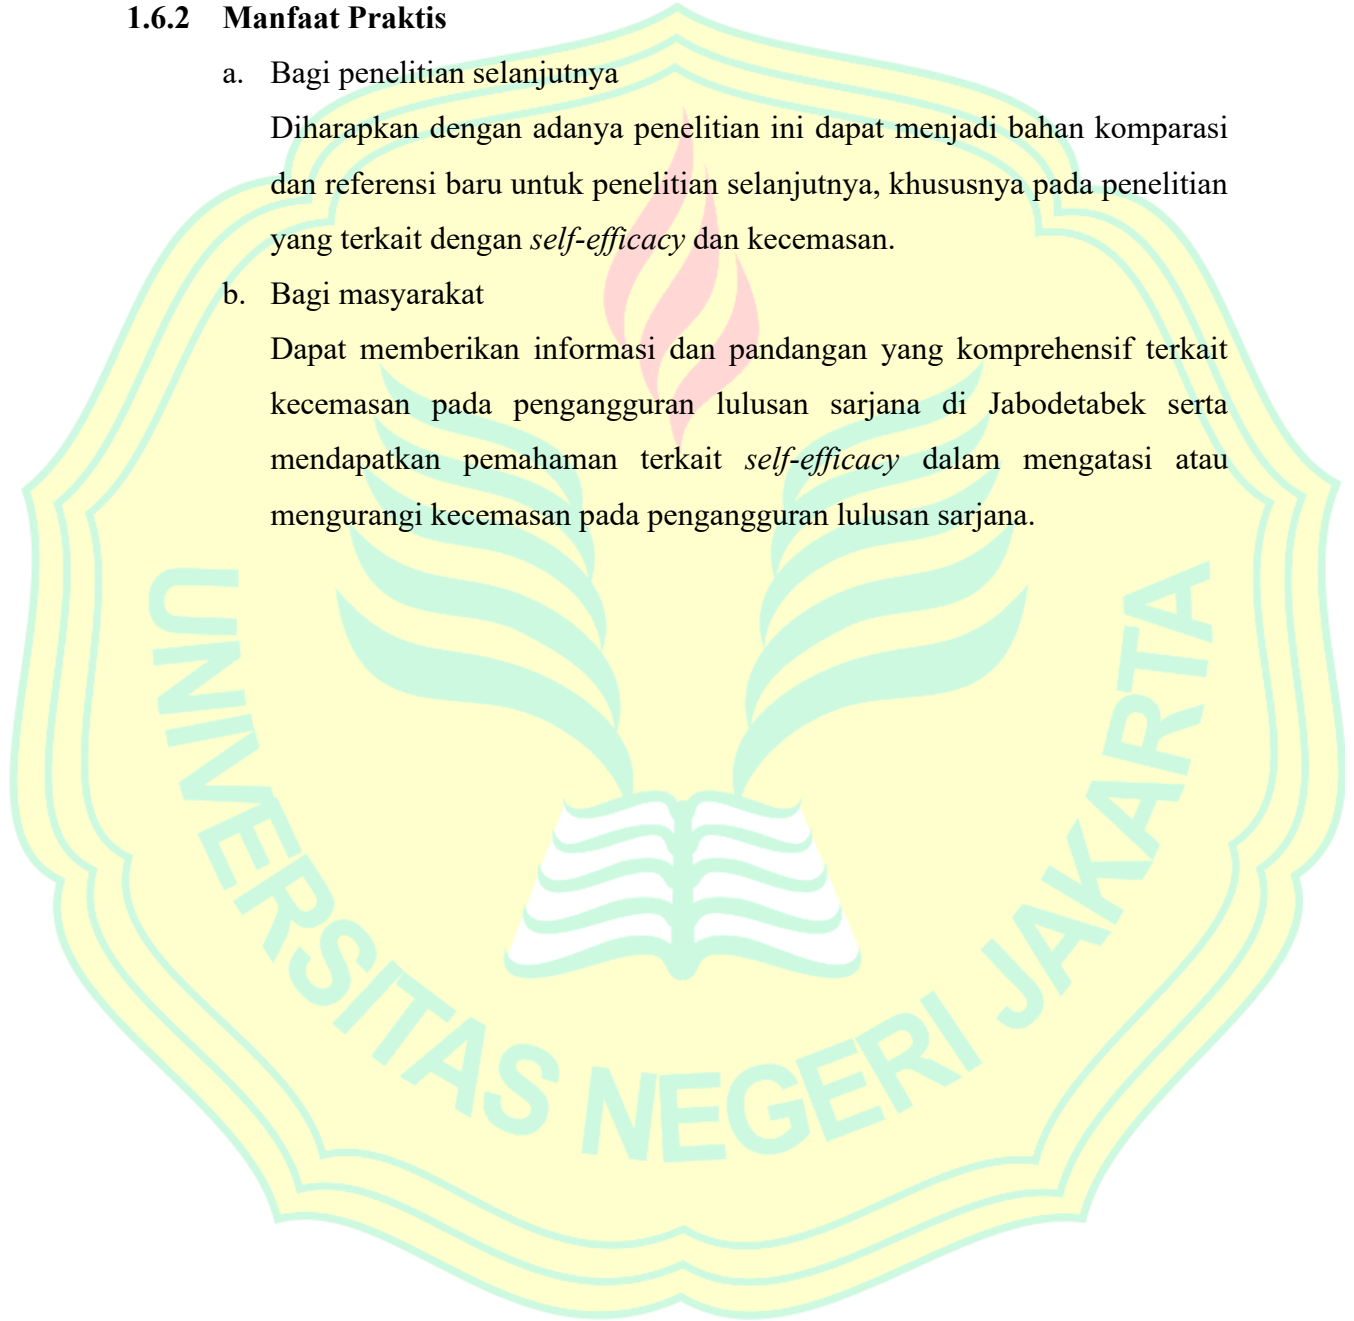 1.6.2 Manfaat Praktis
a. Bagi penelitian selanjutnya
Diharapkan dengan adanya penelitian ini dapat menjadi bahan komparasi
dan referensi baru untuk penelitian selanjutnya, khususnya pada penelitian
yang terkait dengan self-efficacy dan kecemasan.
b. Bagi masyarakat
Dapat memberikan informasi dan pandangan yang komprehensif terkait
kecemasan pada pengangguran lulusan sarjana di Jabodetabek serta
mendapatkan pemahaman terkait self-efficacy dalam mengatasi atau
mengurangi kecemasan pada pengangguran lulusan sarjana.
UNIVERSITAS NEGERI JAKARTA